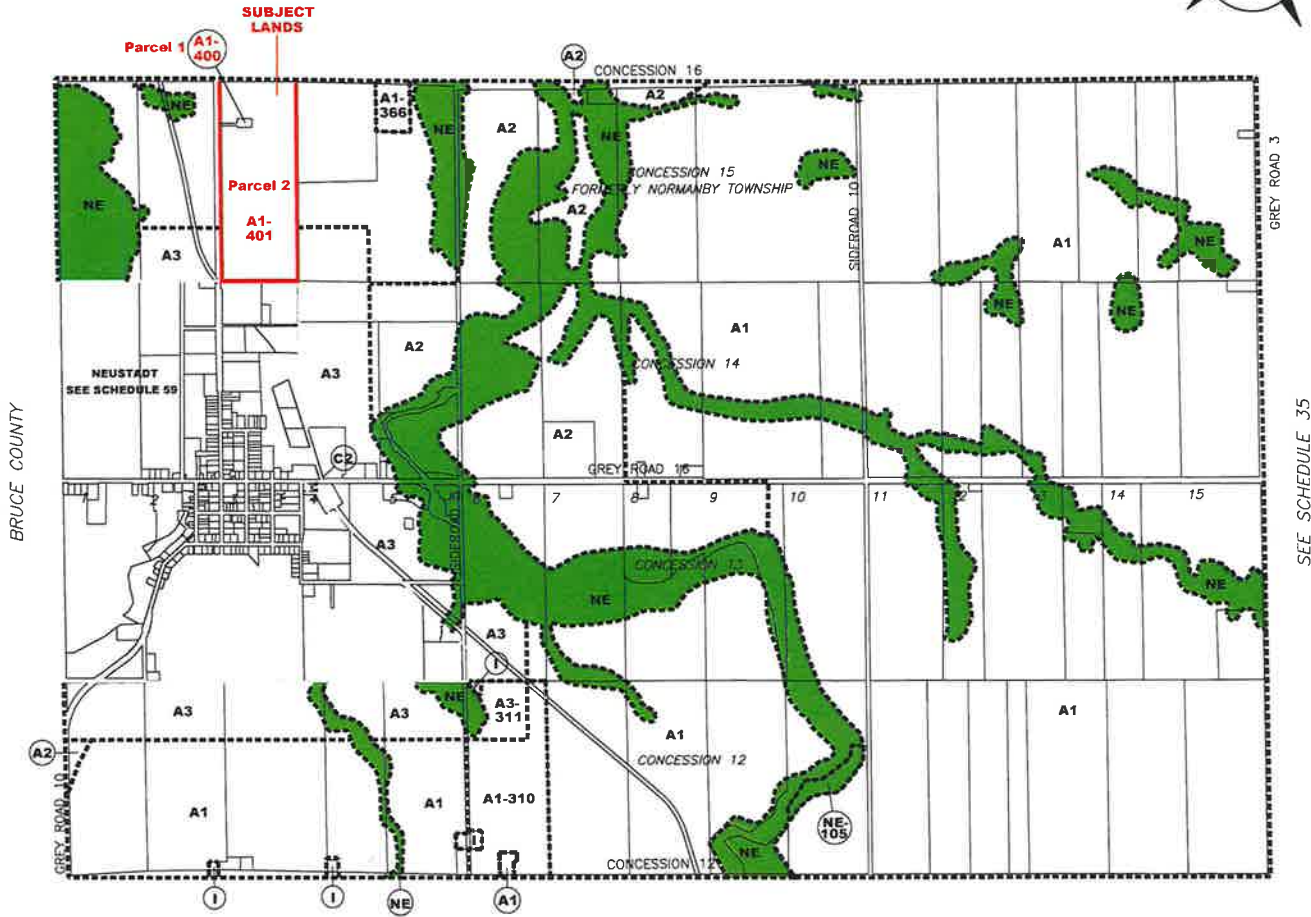 SUBJECT
LANDS
Parcel 1
A1-
400
A2
CONCESSION 16
A2
A1-
366
NE
NE
A2
NE
NE
CONCESSION 15
FORMERLY NORMANBY TOWNSHIP
NE
Parcel 2
A2
A1-
401
SIDEROAD 10
GREY ROAD 3
A3
A1
NE
NE
NE
A1
A2
CONCESSION 14
NEUSTADT
SEE SCHEDULE 59
A3
BRUCE COUNTY
SEE SCHEDULE 35
A2
C2
GREY ROAD 16
7
8
9
10
11
14
15
SIDEROAD
A3
CONCESSION 13
NE
NE
A3
I
NE
A3
A3
A3-
311
A1
A1
CONCESSION 12
A2
GREY ROAD 10
A1
A1
A1-310
I
NE-
105
NE
CONCESSION 12
I
I
NE
A1